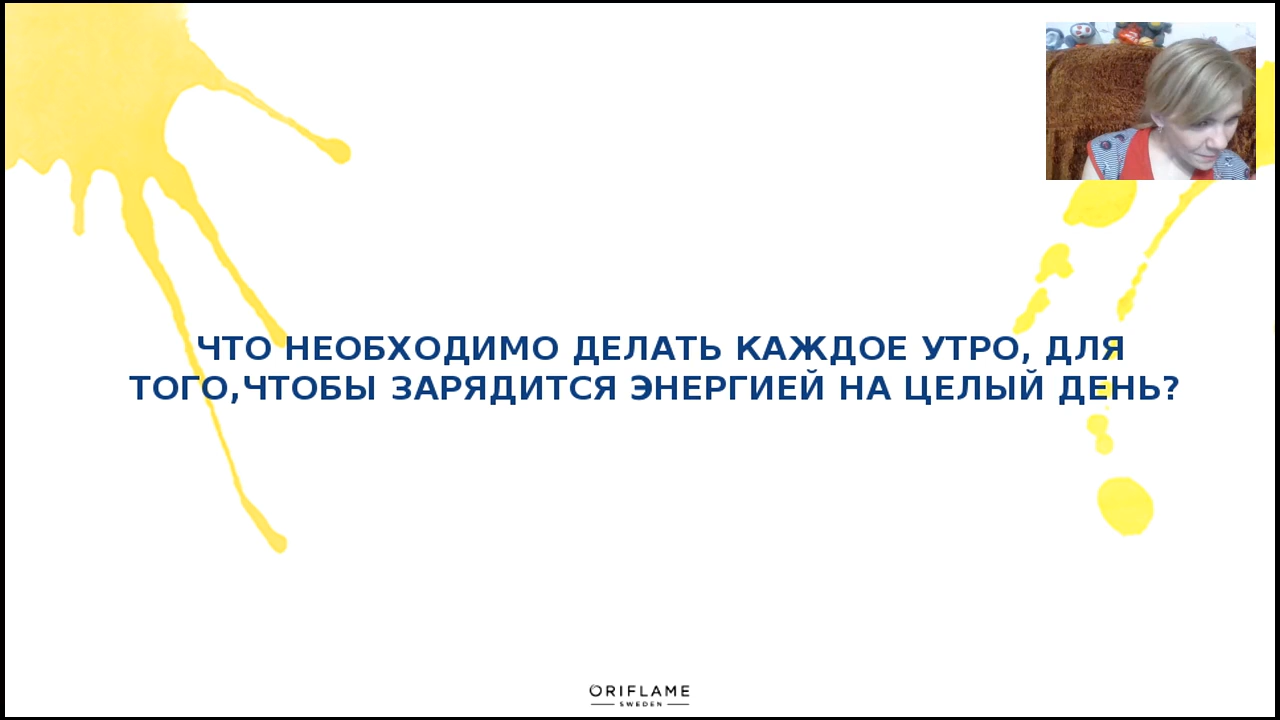 ЧТО НЕОБХОДИМО ДЕЛАТЬ КАЖДОЕ УТРО, ДЛЯ
ТОГО,ЧТОБЫ ЗАРЯДИТСЯ ЭНЕРГИЕЙ НА ЦЕЛЫЙ ДЕНЬ?
ORIFLAME
SWEDEN